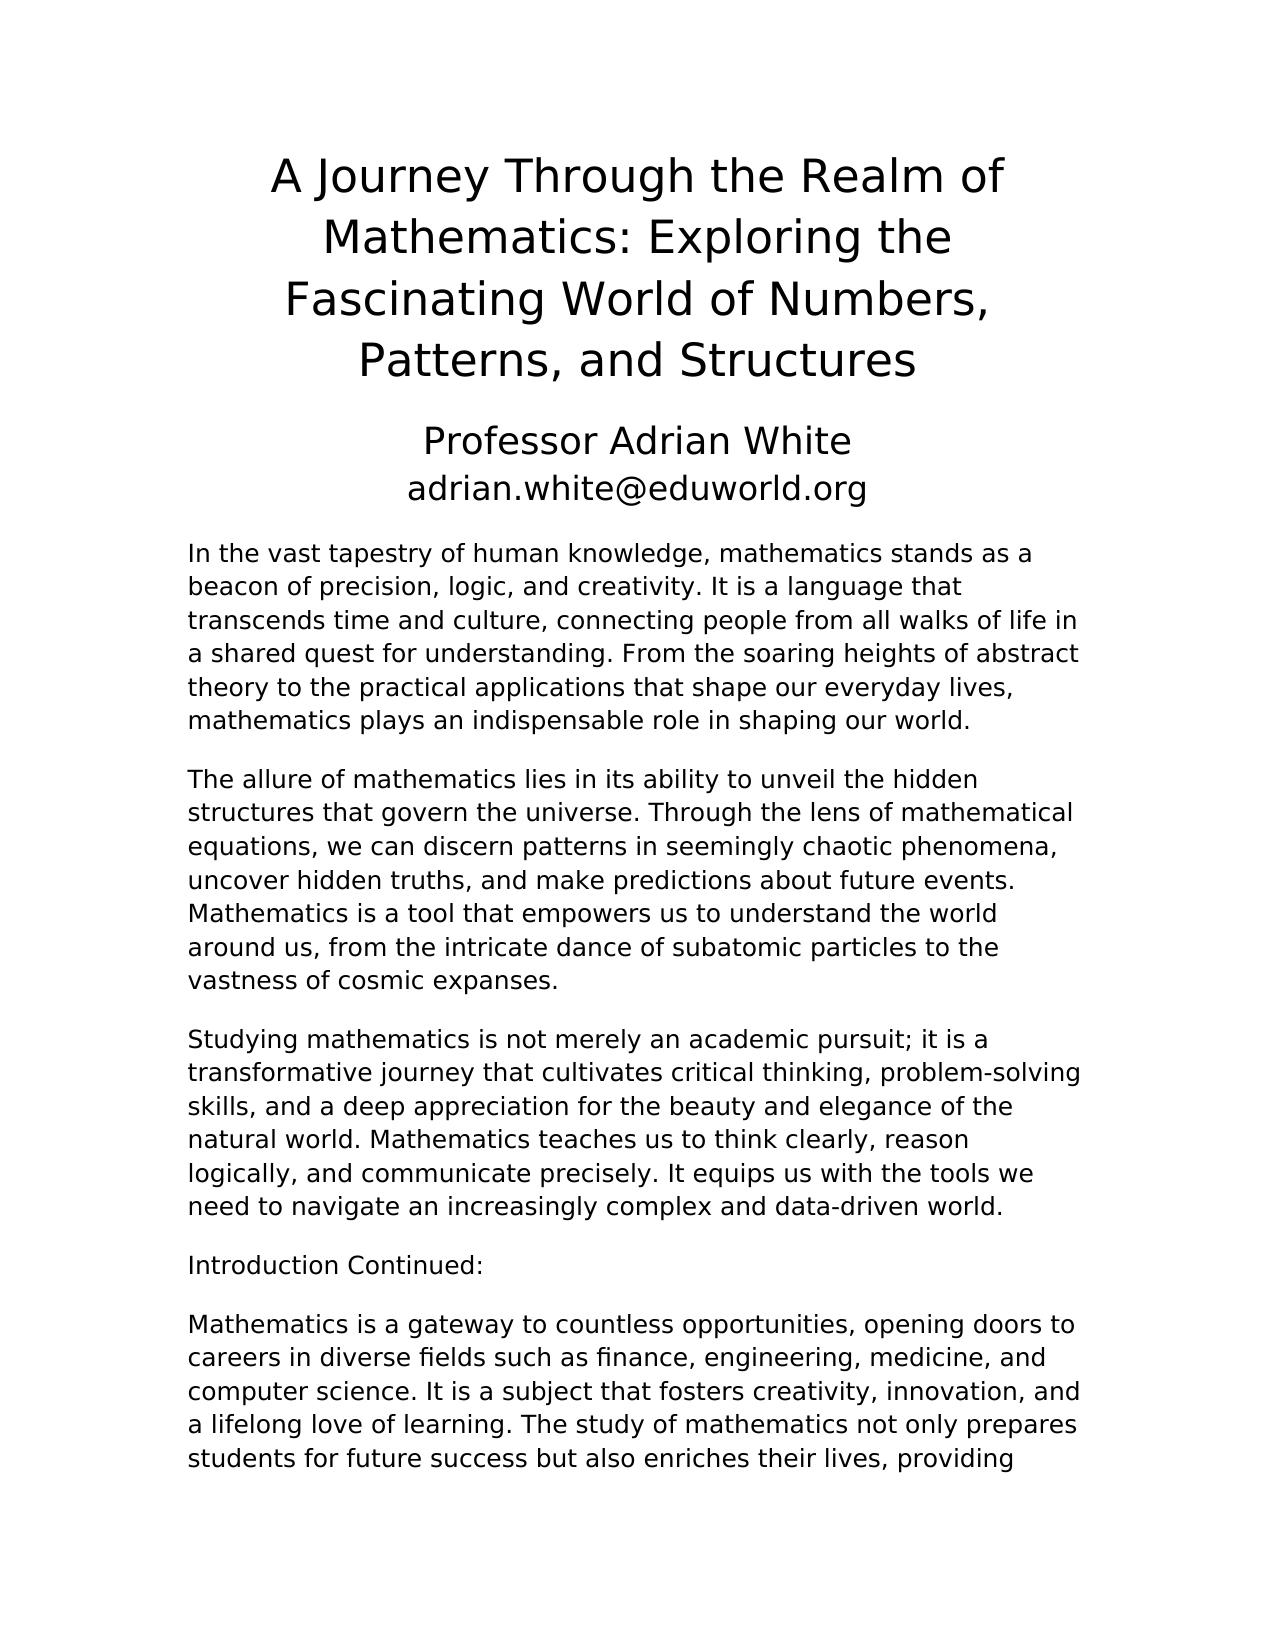 A Journey Through the Realm of
Mathematics: Exploring the
Fascinating World of Numbers,
Patterns, and Structures
Professor Adrian White
adrian.white@eduworld.org
In the vast tapestry of human knowledge, mathematics stands as a
beacon of precision, logic, and creativity. It is a language that
transcends time and culture, connecting people from all walks of life in
a shared quest for understanding. From the soaring heights of abstract
theory to the practical applications that shape our everyday lives,
mathematics plays an indispensable role in shaping our world.
The allure of mathematics lies in its ability to unveil the hidden
structures that govern the universe. Through the lens of mathematical
equations, we can discern patterns in seemingly chaotic phenomena,
uncover hidden truths, and make predictions about future events.
Mathematics is a tool that empowers us to understand the world
around us, from the intricate dance of subatomic particles to the
vastness of cosmic expanses.
Studying mathematics is not merely an academic pursuit; it is a
transformative journey that cultivates critical thinking, problem-solving
skills, and a deep appreciation for the beauty and elegance of the
natural world. Mathematics teaches us to think clearly, reason
logically, and communicate precisely. It equips us with the tools we
need to navigate an increasingly complex and data-driven world.
Introduction Continued:
Mathematics is a gateway to countless opportunities, opening doors to
careers in diverse fields such as finance, engineering, medicine, and
computer science. It is a subject that fosters creativity, innovation, and
a lifelong love of learning. The study of mathematics not only prepares
students for future success but also enriches their lives, providing